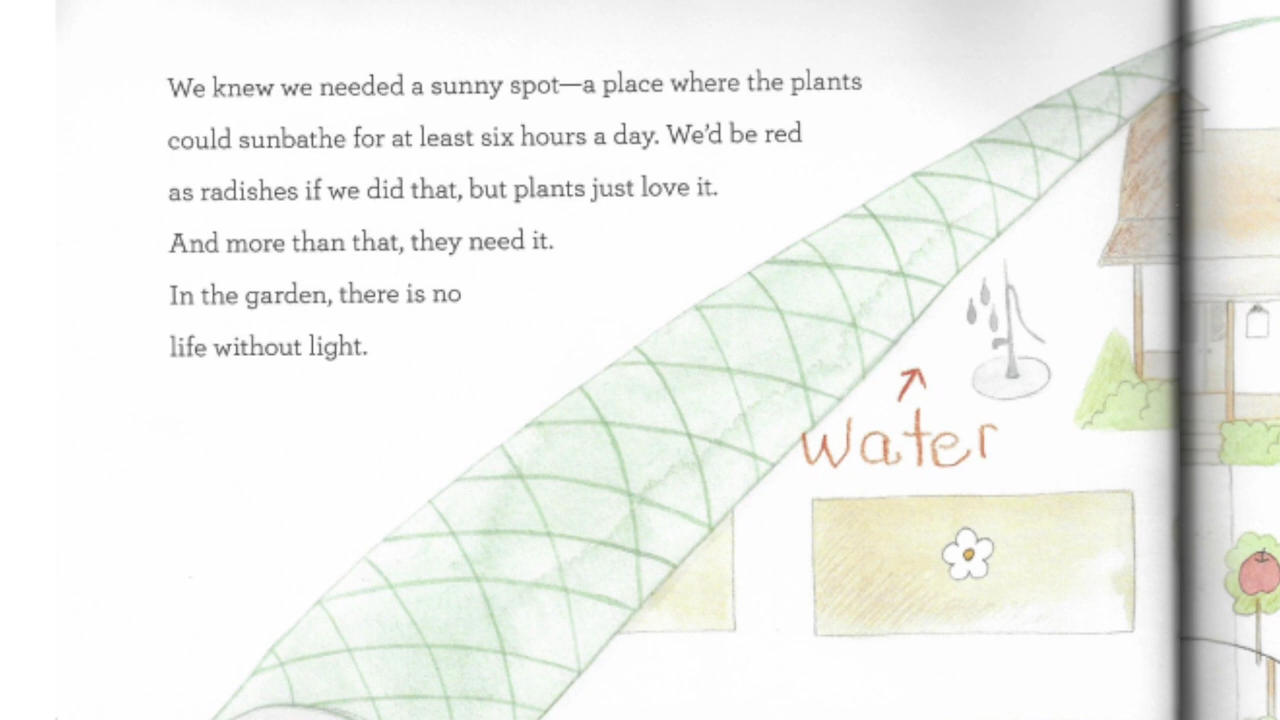 We knew we needed a sunny spot—a place where the plants
could sunbathe for at least six hours a day. We'd be red
as radishes if we did that, but plants just love it.
And more than that, they need it.
In the garden, there is no
life without light.
Water